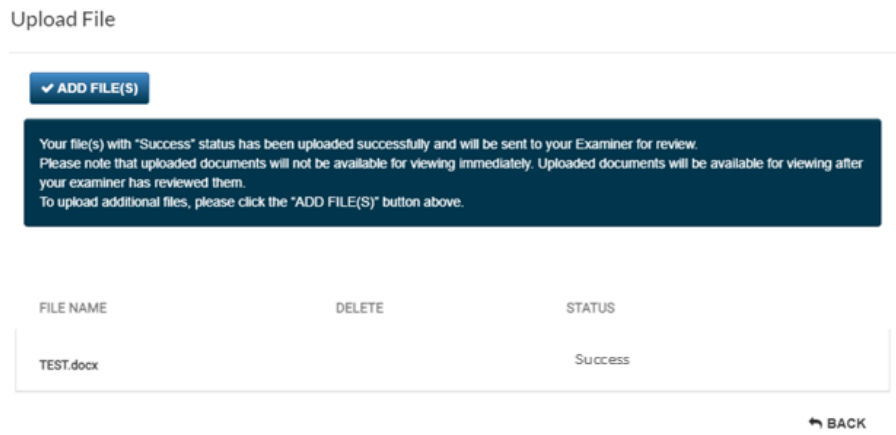 Upload File
ADD FILE(S)
Your file(s) with "Success" status has been uploaded successfully and will be sent to your Examiner for review.
Please note that uploaded documents will not be available for viewing immediately. Uploaded documents will be available for viewing after
your examiner has reviewed them.
To upload additional files, please click the "ADD FILE(S)" button above.
FILE NAME DELETE STATUS
TEST.docx Success
BACK